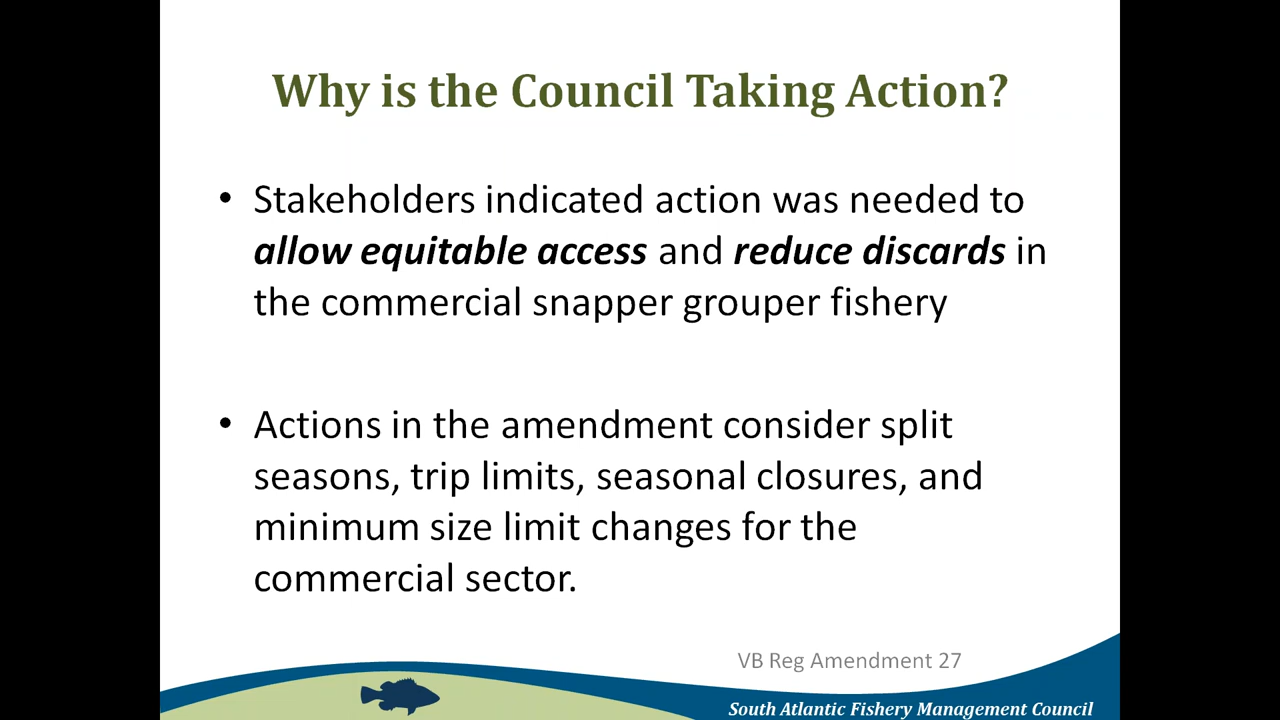 Why is the Council Taking Action?
• Stakeholders indicated action was needed to
allow equitable access and reduce discards in
the commercial snapper grouper fishery
• Actions in the amendment consider split
seasons, trip limits, seasonal closures, and
minimum size limit changes for the
commercial sector.
VB Reg Amendment 27
South Atlantic Fishery Management Council